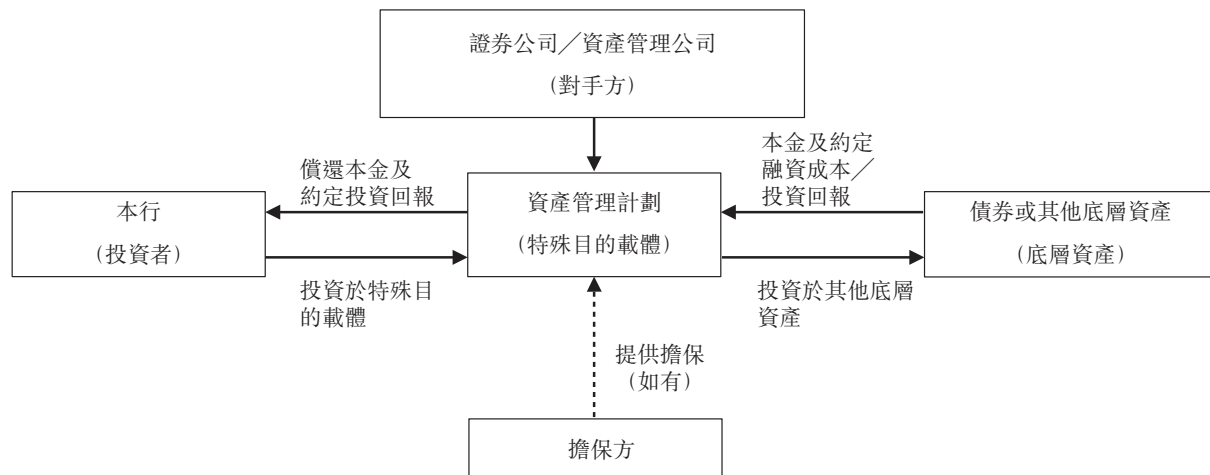 證券公司／資產管理公司
（對手方）
償還本金及
約定投資回報
本金及約定
融資成本／
投資回報
本行
（投資者）
資產管理計劃
（特殊目的載體）
債券或其他底層資產
（底層資產）
投資於特殊目
的載體
投資於其他底層
資產
提供擔保
（如有）
擔保方